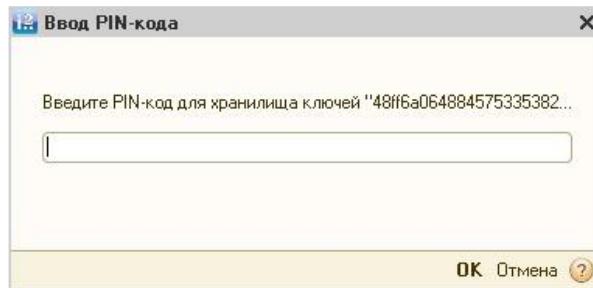 Ввод PIN-кода
Введите PIN-код для хранилища ключей "48ff6a064884575335382...
OK Отмена ?